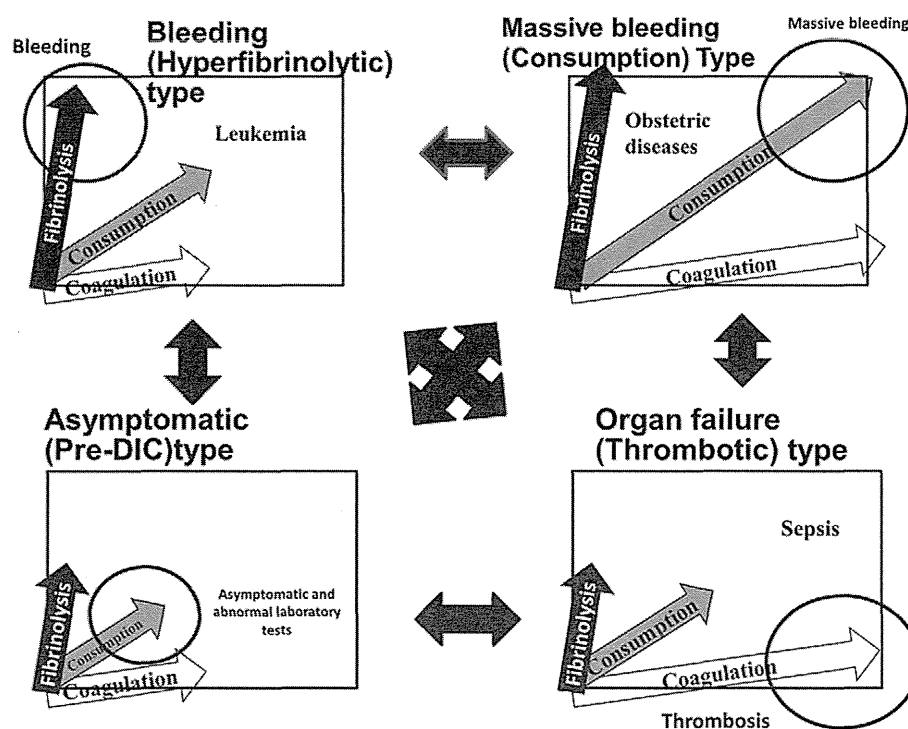 Bleeding
Bleeding
(Hyperfibrinolytic)
type
Leukemia
Fibrinolysis
Consumption
Coagulation
Massive bleeding
Massive bleeding
(Consumption) Type
Obstetric
diseases
Fibrinolysis
Consumption
Coagulation
Asymptomatic
(Pre-DIC)type
Asymptomatic and
abnormal laboratory
tests
Fibrinolysis
Consumption
Coagulation
Organ failure
(Thrombotic) type
Sepsis
Fibrinolysis
Consumption
Coagulation
Thrombosis